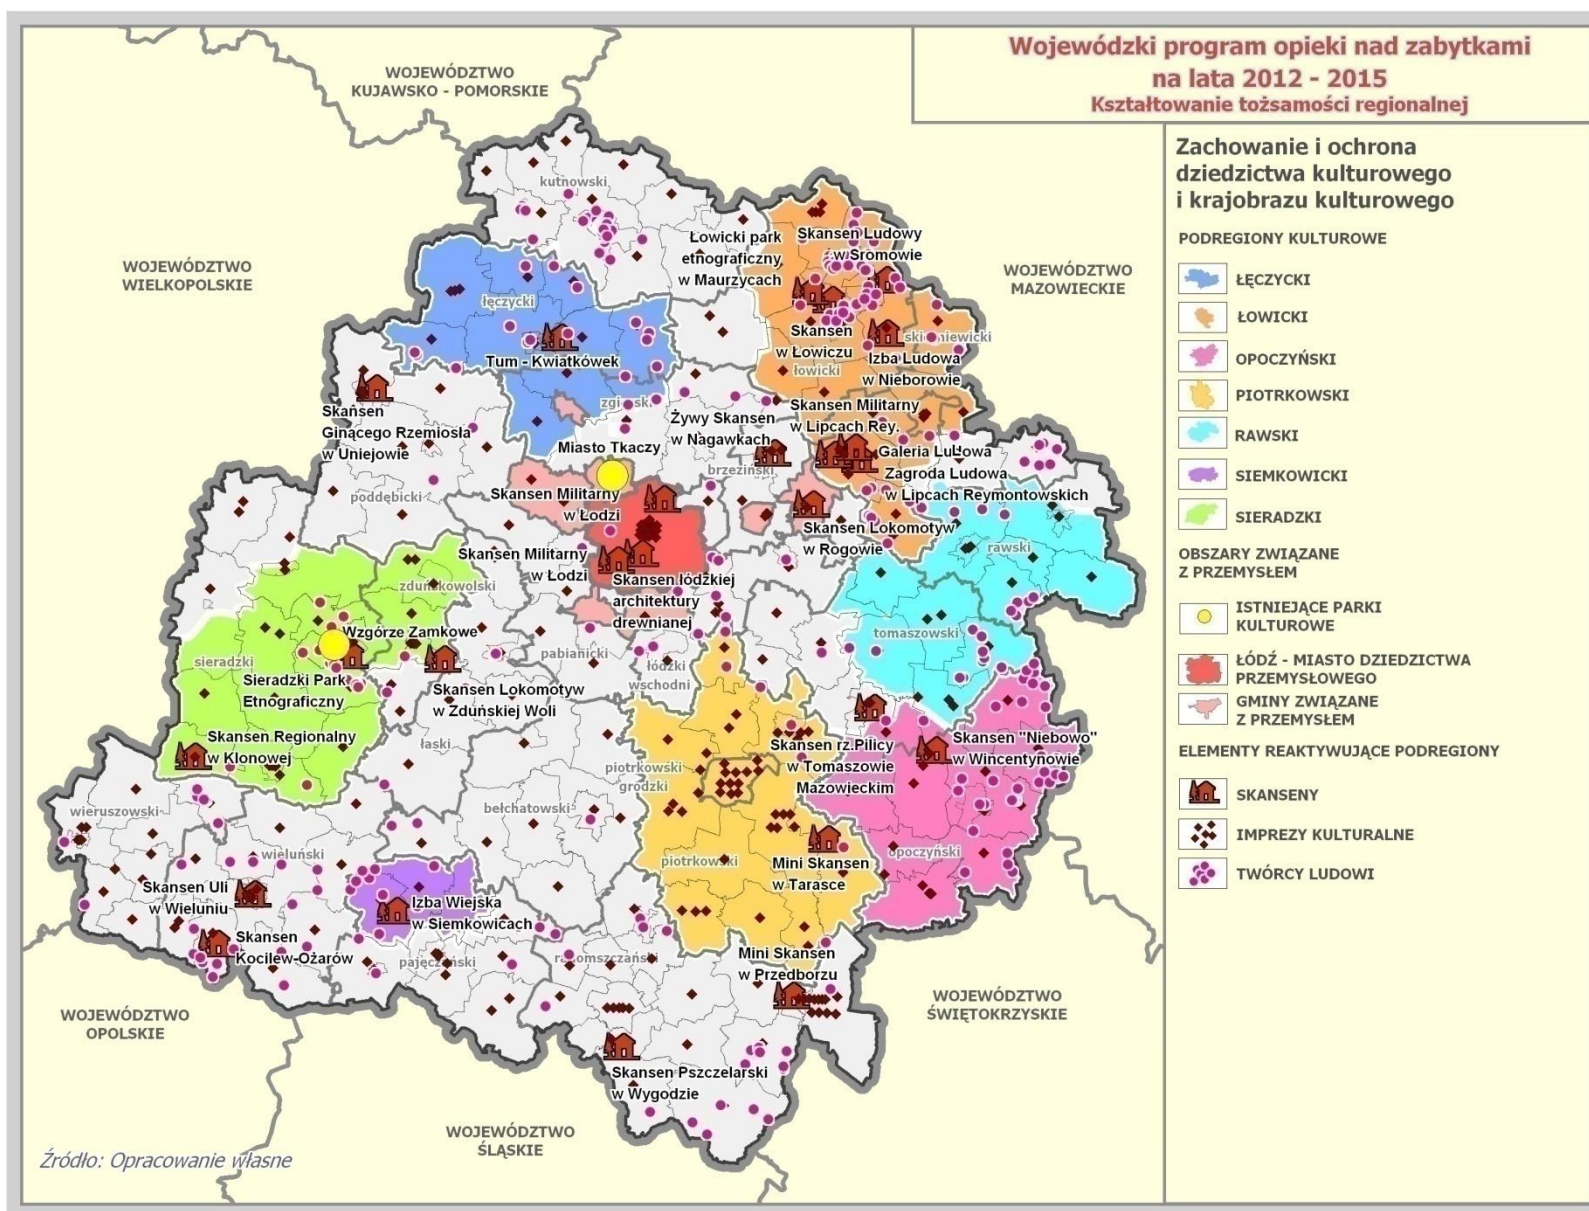 Wojewódzki program opieki nad zabytkami
na lata 2012 - 2015
Kształtowanie tożsamości regionalnej
Zachowanie i ochrona
dziedzictwa kulturowego
i krajobrazu kulturowego
PODREGIONY KULTUROWE
ŁĘCZYCKI
ŁOWICKI
OPOCZYŃSKI
PIOTRKOWSKI
RAWSKI
SIEMKOWICKI
SIERADZKI
OBSZARY ZWIĄZANE
Z PRZEMYSŁEM
ISTNIEJĄCE PARKI
KULTUROWE
ŁÓDŹ - MIASTO DZIEDZICTWA
PRZEMYSŁOWEGO
GMINY ZWIĄZANE
Z PRZEMYSŁEM
ELEMENTY REAKTYWUJĄCE PODREGIONY
SKANSENY
IMPREZY KULTURALNE
TWÓRCY LUDOWI
WOJEWÓDZTWO
KUJAWSKO - POMORSKIE
WOJEWÓDZTWO
WIELKOPOLSKIE
WOJEWÓDZTWO
MAZOWIECKIE
kutnowski
Łowicki park
etnograficzny
w Maurzycach
Skansen Ludowy
w Sromowie
łęczycki
Tum - Kwiatkówek
Skansen
w Łowiczu
Izba Ludowa
w Nieborowie
łowicki
Skansen
Ginącego Rzemiosła
w Uniejowie
Żywy Skansen
w Nagawkach
Skansen Militarny
w Lipcach Rey.
Miasto Tkaczy
brzeziński
Galeria Ludowa
Zagroda Ludowa
w Lipcach Reymontowskich
poddębicki
Skansen Militarny
w Łodzi
Skansen Lokomotyw
w Rogowie
rawski
Skansen Militarny
w Łodzi
Skansen łódzkiej
architektury
drewnianej
zduńskowolski
Wzgórze Zamkowe
sieradzki
Sieradzki Park
Etnograficzny
pabianicki
łódzki
wschodni
tomaszowski
Skansen Lokomotyw
w Zduńskiej Woli
Skansen Regionalny
w Klonowej
łaski
Skansen rz.Pilicy
w Tomaszowie
Mazowieckim
Skansen "Niebowo"
w Wincentynowie
piotrkowski
grodzki
wieruszowski
bełchatowski
wieluński
piotrkowski
opoczyński
Mini Skansen
w Tarasce
Skansen Uli
w Wieluniu
Izba Wiejska
w Siemkowicach
Skansen
Kocilew-Ożarów
pajęczański
radomszczański
Mini Skansen
w Przedborzu
WOJEWÓDZTWO
OPOLSKIE
WOJEWÓDZTWO
ŚWIĘTOKRZYSKIE
Skansen Pszczelarski
w Wygodzie
WOJEWÓDZTWO
ŚLĄSKIE
Źródło: Opracowanie własne